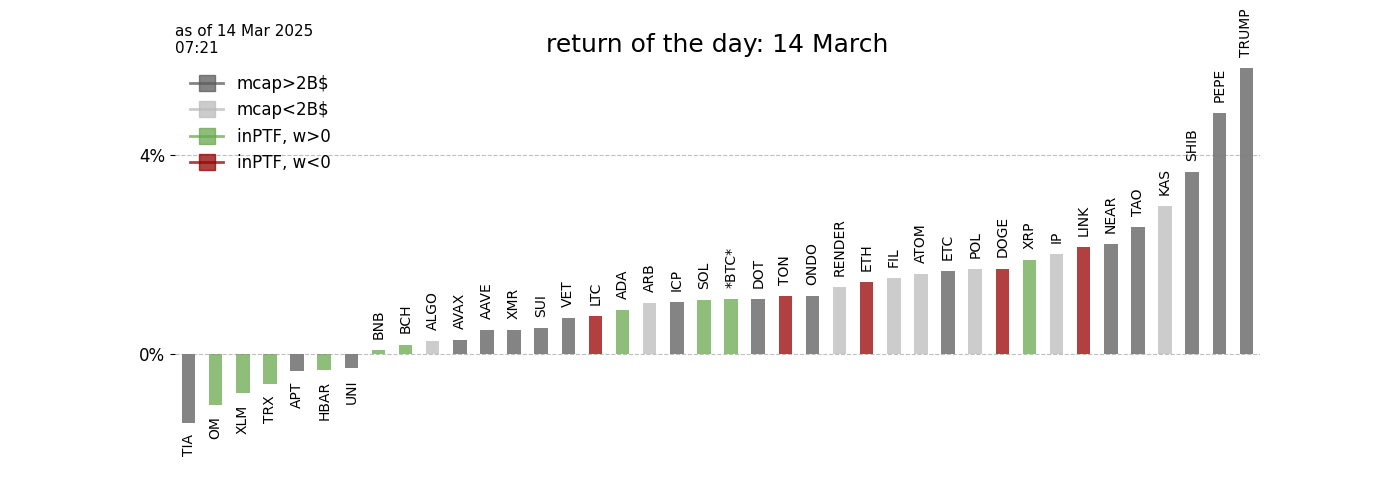 as of 14 Mar 2025
07:21
return of the day: 14 March
mcap>2B$
mcap<2B$
inPTF, w>0
inPTF, w<0
4%
0%
TIA
OM
XLM
TRX
APT
HBAR
UNI
BNB
BCH
ALGO
AVAX
AAVE
XMR
SUI
VET
LTC
ADA
ARB
ICP
SOL
*BTC*
DOT
TON
ONDO
RENDER
ETH
FIL
ATOM
ETC
POL
DOGE
XRP
IP
LINK
NEAR
TAO
KAS
SHIB
PEPE
TRUMP